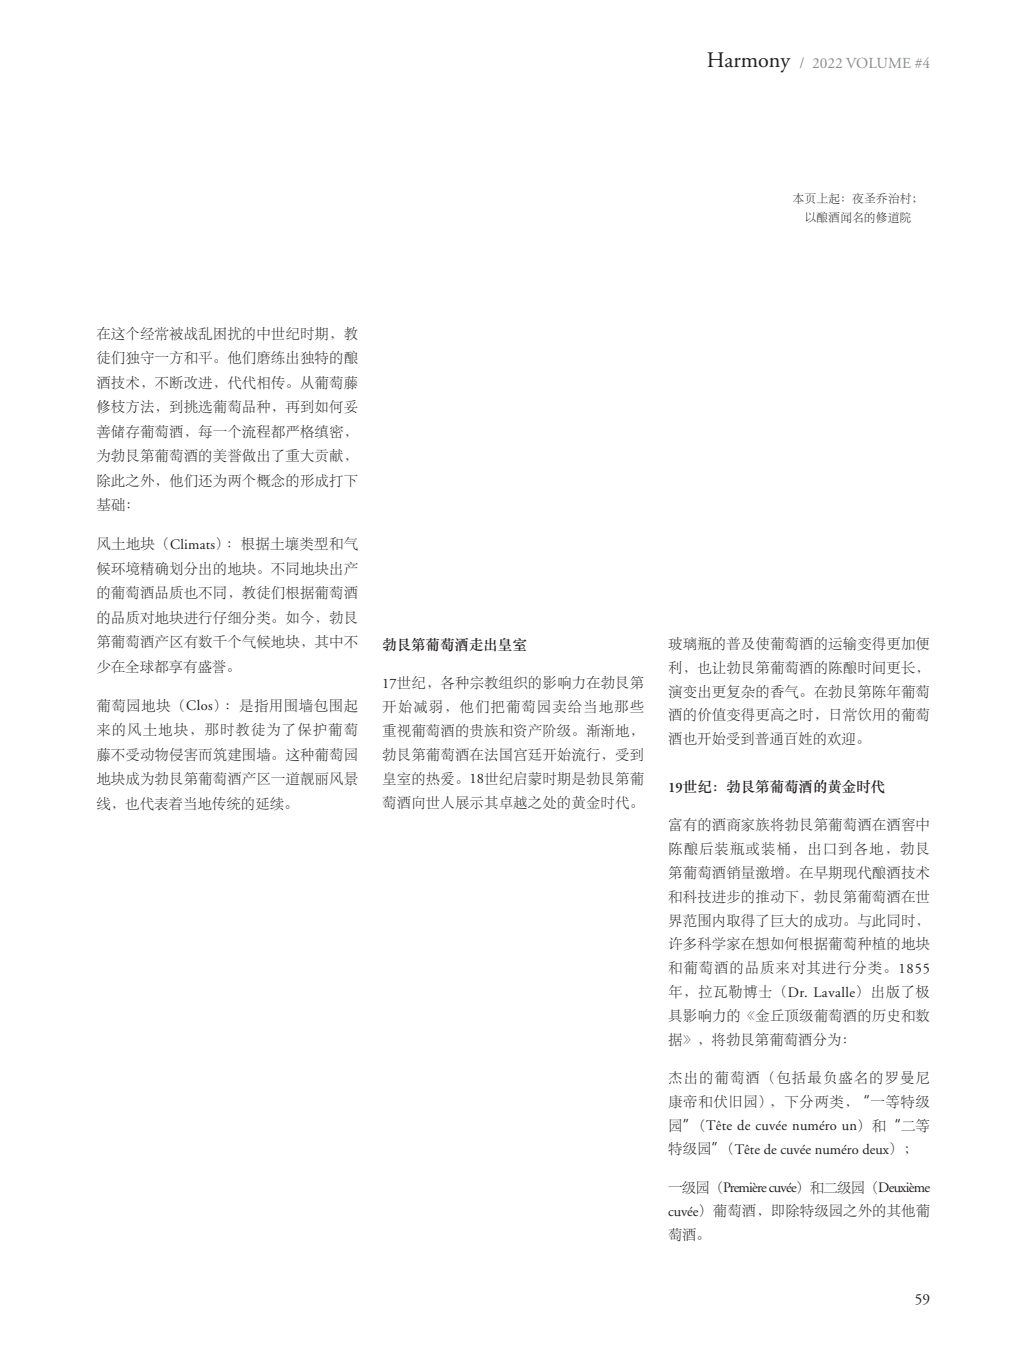 Harmony / 2022 VOLUME #4
本页上起：夜圣乔治村；
以酿酒闻名的修道院
在这个经常被战乱困扰的中世纪时期，教
徒们独守一方和平。他们磨练出独特的酿
酒技术，不断改进，代代相传。从葡萄藤
修枝方法，到挑选葡萄品种，再到如何妥
善储存葡萄酒，每一个流程都严格缜密，
为勃艮第葡萄酒的美誉做出了重大贡献，
除此之外，他们还为两个概念的形成打下
基础：
风土地块（Climats）：根据土壤类型和气
候环境精确划分出的地块。不同地块出产
的葡萄酒品质也不同，教徒们根据葡萄酒
的品质对地块进行仔细分类。如今，勃艮
第葡萄酒产区有数千个气候地块，其中不
少在全球都享有盛誉。
葡萄园地块（Clos）：是指用围墙包围起
来的风土地块，那时教徒为了保护葡萄
藤不受动物侵害而筑建围墙。这种葡萄园
地块成为勃艮第葡萄酒产区一道靓丽风景
线，也代表着当地传统的延续。
勃艮第葡萄酒走出皇室
17世纪，各种宗教组织的影响力在勃艮第
开始减弱，他们把葡萄园卖给当地那些
重视葡萄酒的贵族和资产阶级。渐渐地，
勃艮第葡萄酒在法国宫廷开始流行，受到
皇室的热爱。18世纪启蒙时期是勃艮第葡
萄酒向世人展示其卓越之处的黄金时代。
玻璃瓶的普及使葡萄酒的运输变得更加便
利，也让勃艮第葡萄酒的陈酿时间更长，
演变出更复杂的香气。在勃艮第陈年葡萄
酒的价值变得更高之时，日常饮用的葡萄
酒也开始受到普通百姓的欢迎。
19世纪：勃艮第葡萄酒的黄金时代
富有的酒商家族将勃艮第葡萄酒在酒窖中
陈酿后装瓶或装桶，出口到各地，勃艮
第葡萄酒销量激增。在早期现代酿酒技术
和科技进步的推动下，勃艮第葡萄酒在世
界范围内取得了巨大的成功。与此同时，
许多科学家在想如何根据葡萄种植的地块
和葡萄酒的品质来对其进行分类。1855
年，拉瓦勒博士（Dr. Lavalle）出版了极
具影响力的《金丘顶级葡萄酒的历史和数
据》，将勃艮第葡萄酒分为：
杰出的葡萄酒（包括最负盛名的罗曼尼
康帝和伏旧园），下分两类，“一等特级
园”（Tête de cuvée numéro un）和“二等
特级园”（Tête de cuvée numéro deux）；
一级园（Première cuvée）和二级园（Deuxième
cuvée）葡萄酒，即除特级园之外的其他葡
萄酒。
59